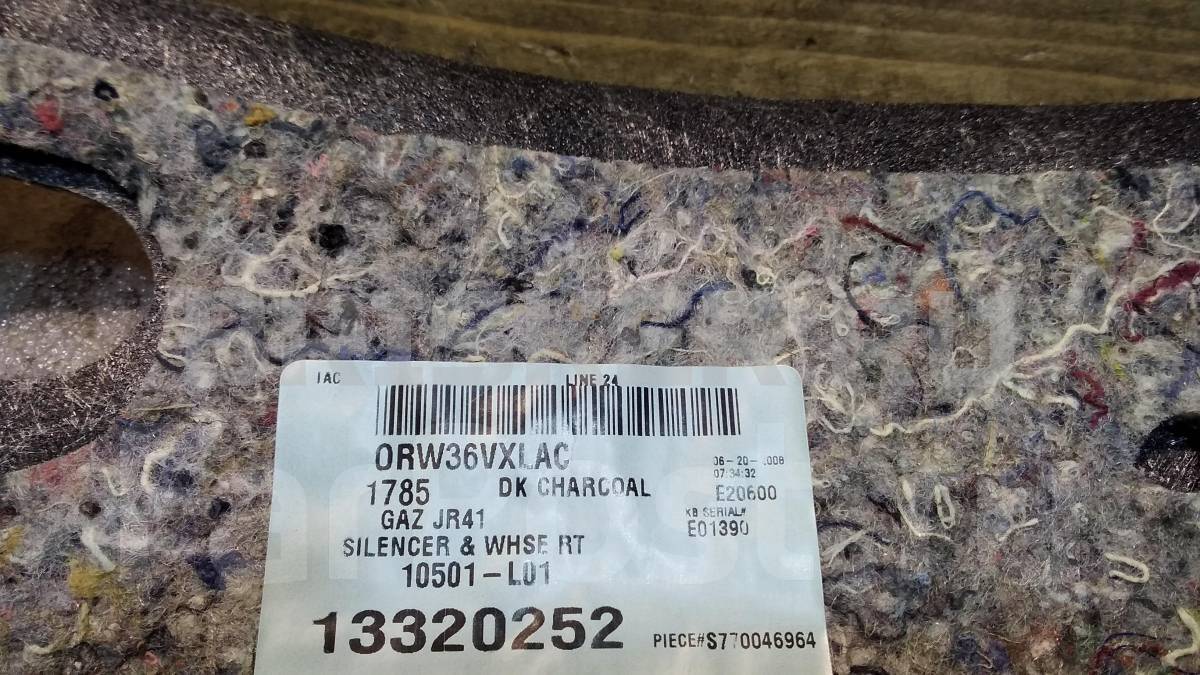 IAC LINE 24
ORW36VXLAC
06-20-2008
07:34:32
1785 DK CHARCOAL E20600
GAZ JR41 KB SERIAL#
E01390
SILENCER & WHSE RT
10501-L01
13320252 PIECE#S770046964